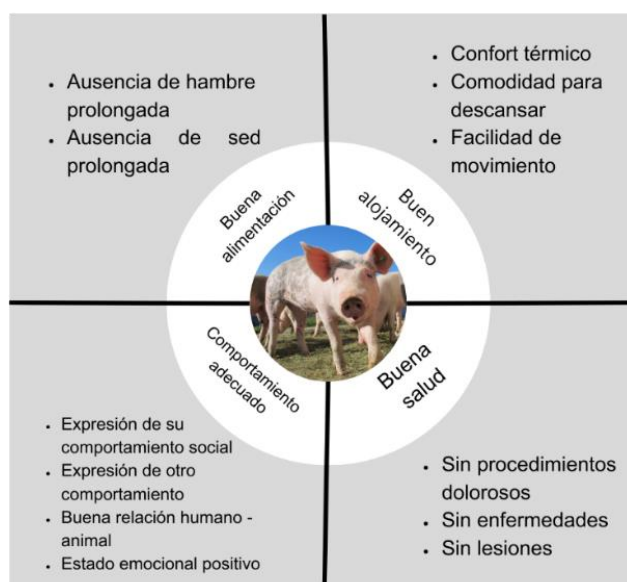 • Ausencia de hambre
prolongada
• Ausencia de sed
prolongada
• Confort térmico
• Comodidad para
descansar
• Facilidad de
movimiento
Buena
alimentación
Buen
alojamiento
Comportamiento
adecuado
Buena
salud
• Expresión de su
comportamiento social
• Expresión de otro
comportamiento
• Buena relación humano -
animal
• Estado emocional positivo
• Sin procedimientos
dolorosos
• Sin enfermedades
• Sin lesiones